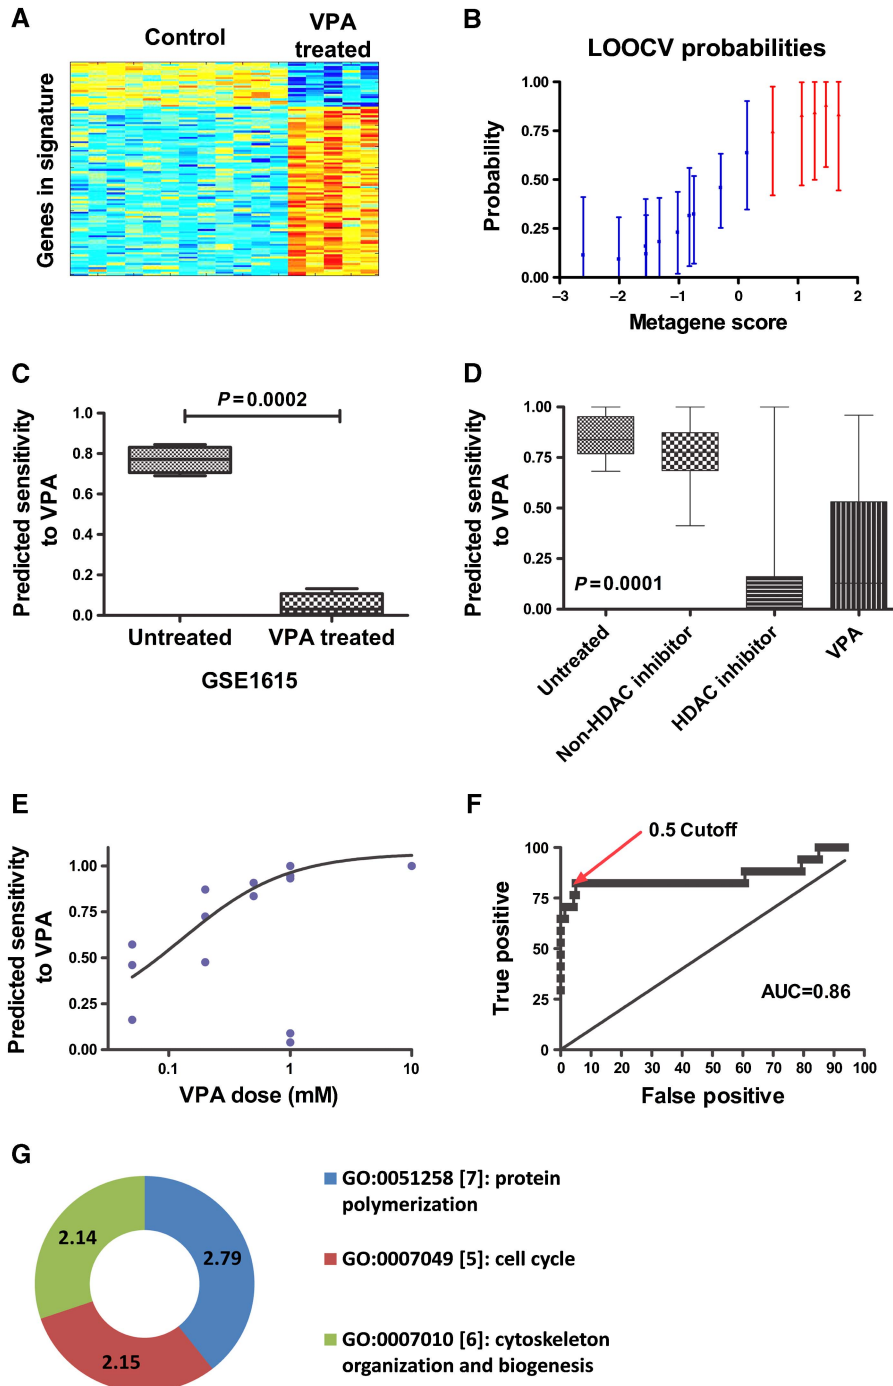 A
Control
VPA
treated
Genes in signature
B
LOOCV probabilities
Probability
1.00
0.75
0.50
0.25
0.00
–3
–2
–1
0
1
2
Metagene score
C
Predicted sensitivity
to VPA
P=0.0002
1.0
0.8
0.6
0.4
0.2
0.0
Untreated
VPA treated
GSE1615
D
Predicted sensitivity
to VPA
1.00
0.75
0.50
0.25
0.00
P=0.0001
Untreated
Non-HDAC inhibitor
HDAC inhibitor
VPA
E
Predicted sensitivity
to VPA
1.00
0.75
0.50
0.25
0.00
0.1
1
10
VPA dose (mM)
F
0.5 Cutoff
True positive
100
75
50
25
0
AUC=0.86
0 10 20 30 40 50 60 70 80 90 100
False positive
G
2.14
2.79
2.15
GO:0051258 [7]: protein
polymerization
GO:0007049 [5]: cell cycle
GO:0007010 [6]: cytoskeleton
organization and biogenesis